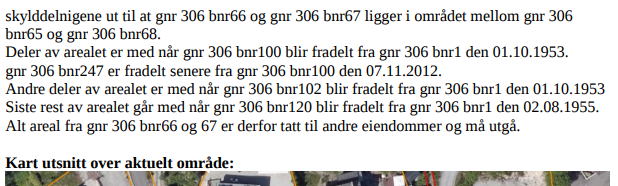 skylddelnigene ut til at gnr 306 bnr66 og gnr 306 bnr67 ligger i området mellom gnr 306
bnr65 og gnr 306 bnr68.
Deler av arealet er med når gnr 306 bnr100 blir fradelt fra gnr 306 bnr1 den 01.10.1953.
gnr 306 bnr247 er fradelt senere fra gnr 306 bnr100 den 07.11.2012.
Andre deler av arealet er med når gnr 306 bnr102 blir fradelt fra gnr 306 bnr1 den 01.10.1953
Siste rest av arealet går med når gnr 306 bnr120 blir fradelt fra gnr 306 bnr1 den 02.08.1955.
Alt areal fra gnr 306 bnr66 og 67 er derfor tatt til andre eiendommer og må utgå.
Kart utsnitt over aktuelt område: